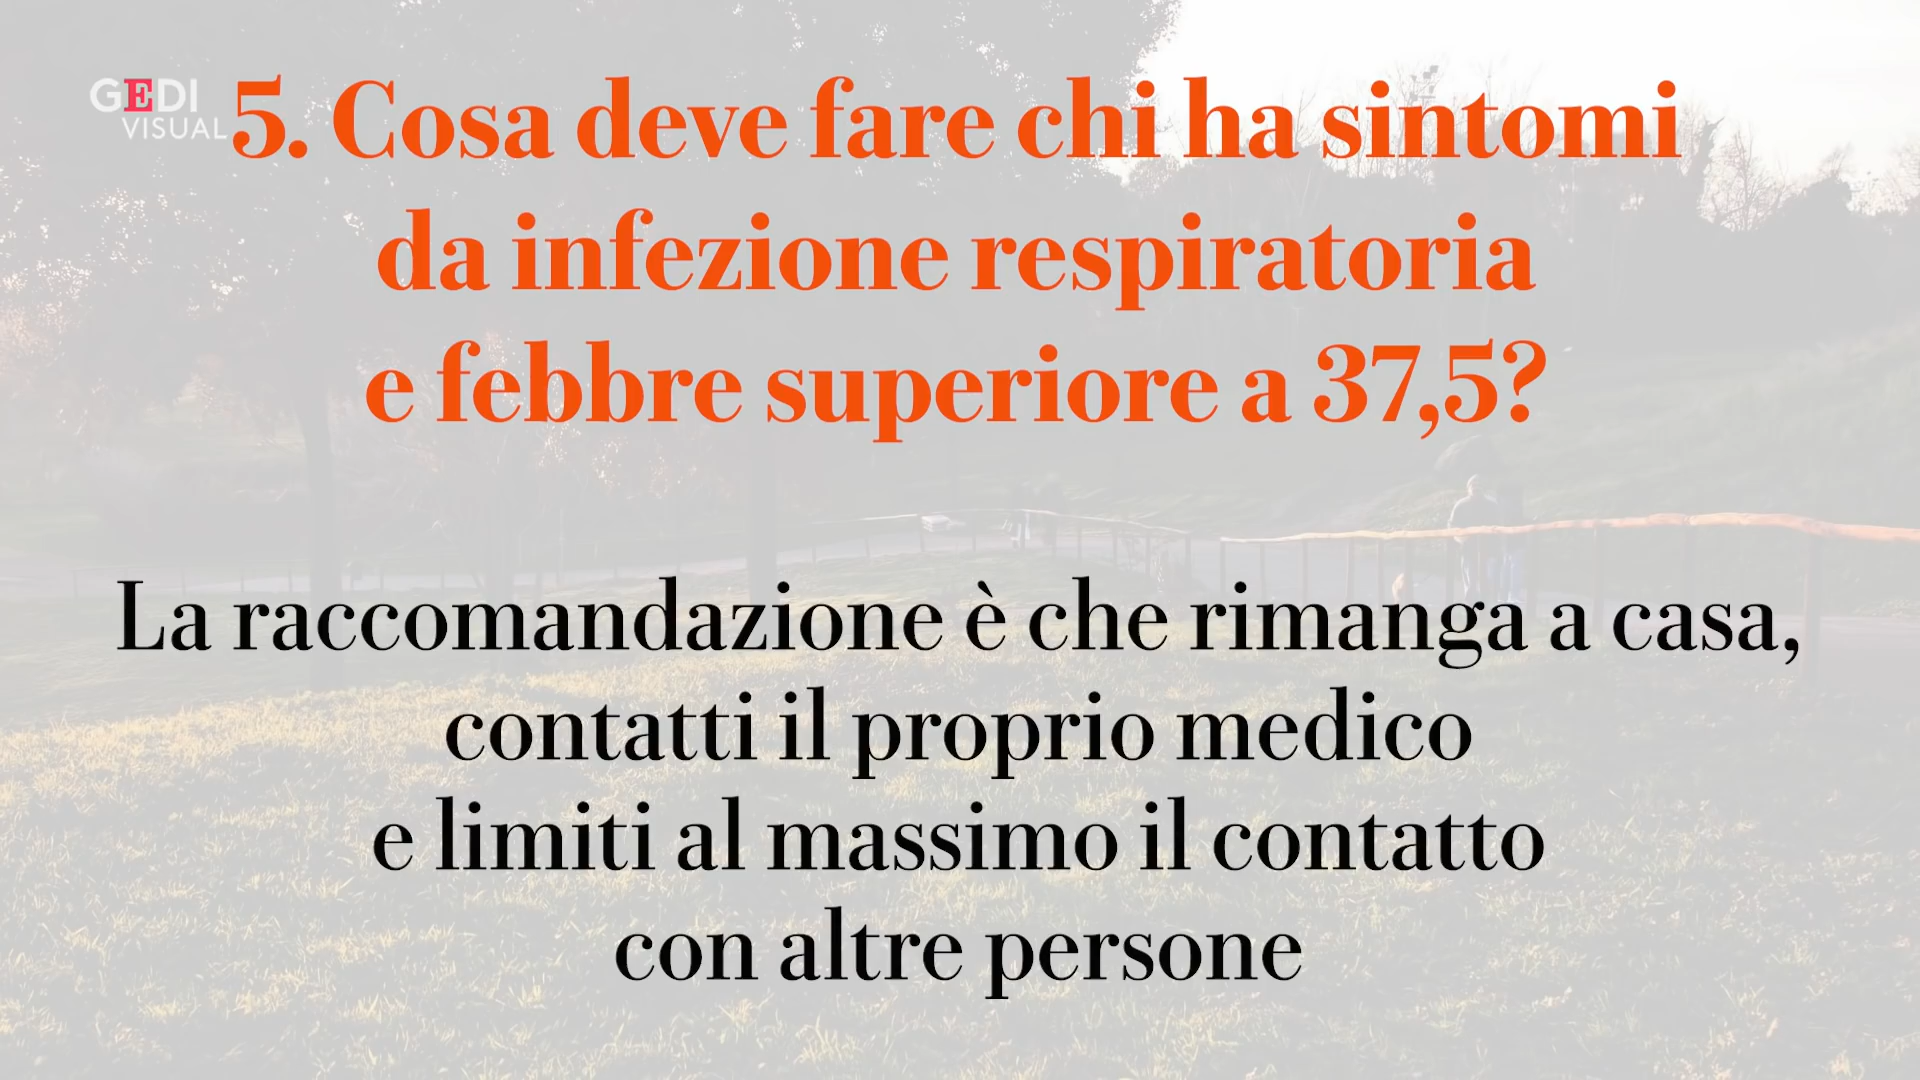 GEDI
VISUAL
5. Cosa deve fare chi ha sintomi
da infezione respiratoria
e febbre superiore a 37,5?
La raccomandazione è che rimanga a casa,
contatti il proprio medico
e limiti al massimo il contatto
con altre persone